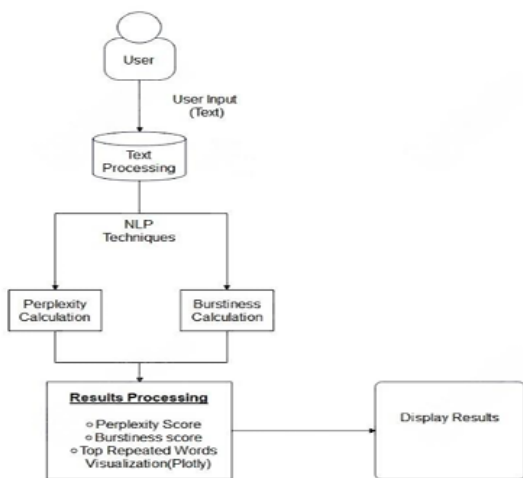 User
User Input
(Text)
Text
Processing
NLP
Techniques
Perplexity
Calculation
Burstiness
Calculation
Results Processing
Perplexity Score
Burstiness score
Top Repeated Words
Visualization(Plotly)
Display Results